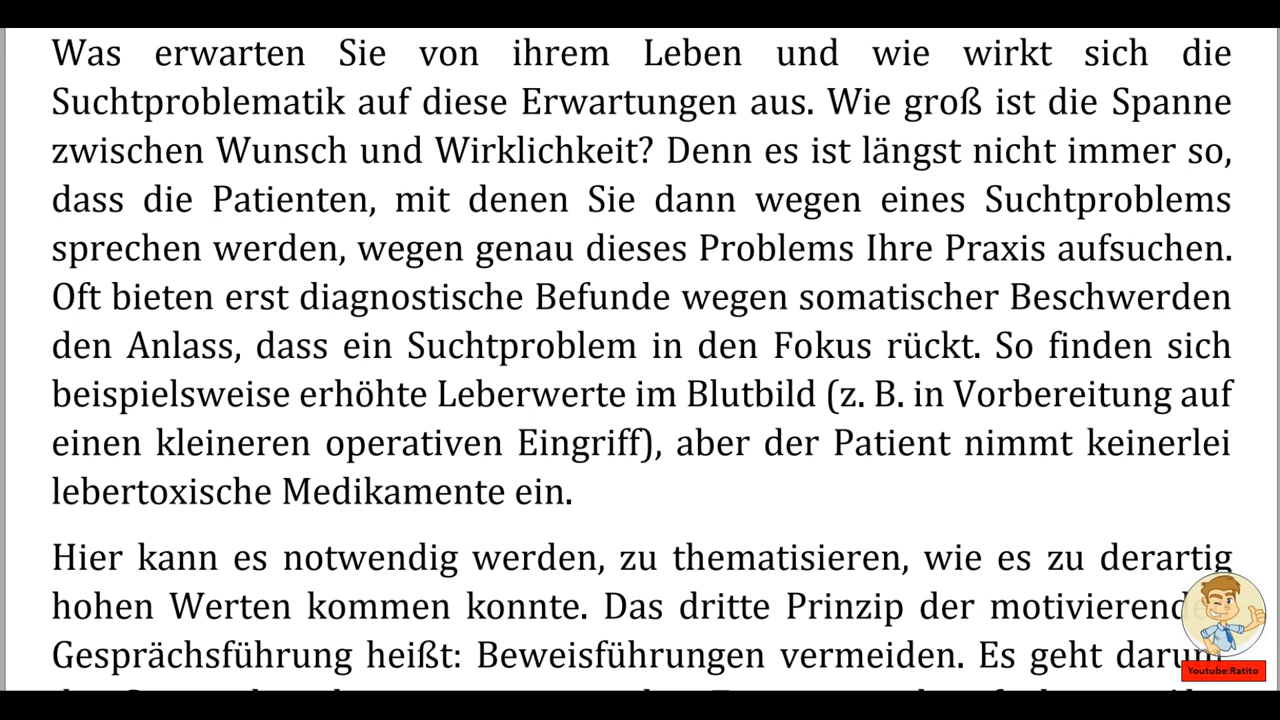 Was erwarten Sie von ihrem Leben und wie wirkt sich die
Suchtproblematik auf diese Erwartungen aus. Wie groß ist die Spanne
zwischen Wunsch und Wirklichkeit? Denn es ist längst nicht immer so,
dass die Patienten, mit denen Sie dann wegen eines Suchtproblems
sprechen werden, wegen genau dieses Problems Ihre Praxis aufsuchen.
Oft bieten erst diagnostische Befunde wegen somatischer Beschwerden
den Anlass, dass ein Suchtproblem in den Fokus rückt. So finden sich
beispielsweise erhöhte Leberwerte im Blutbild (z. B. in Vorbereitung auf
einen kleineren operativen Eingriff), aber der Patient nimmt keinerlei
lebertoxische Medikamente ein.
Hier kann es notwendig werden, zu thematisieren, wie es zu derartig
hohen Werten kommen konnte. Das dritte Prinzip der
Gesprächsführung heißt: Beweisführungen vermeiden. Es geht
Youtube:Ratito